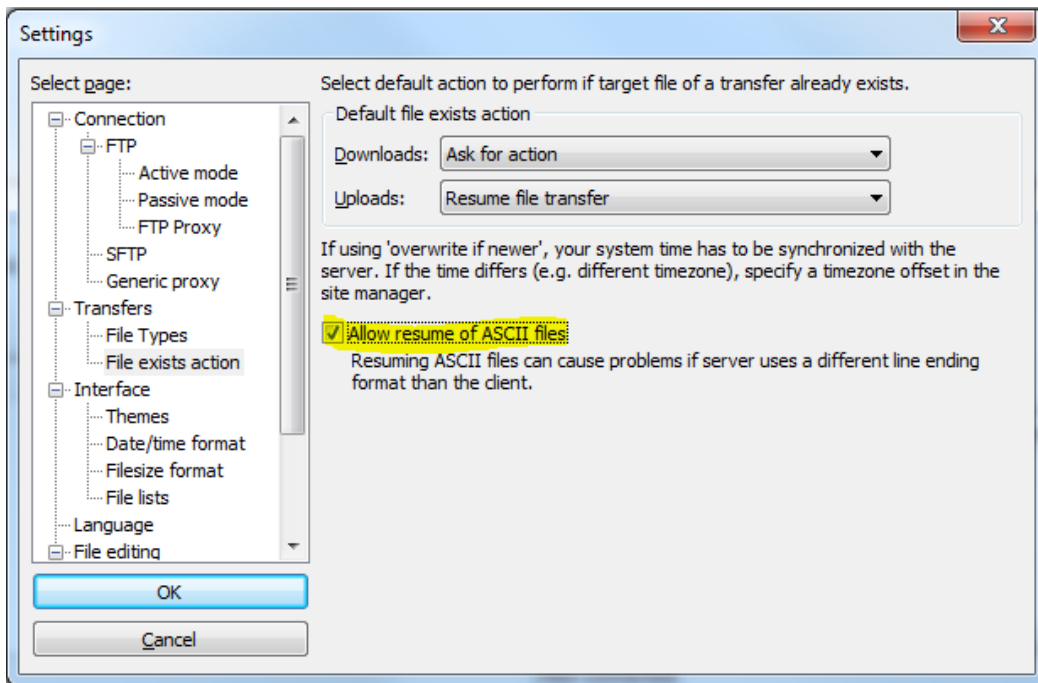 Settings
Select page:
Connection
FTP
Active mode
Passive mode
FTP Proxy
SFTP
Generic proxy
Transfers
File Types
File exists action
Interface
Themes
Date/time format
Filesize format
File lists
Language
File editing
OK
Cancel
Select default action to perform if target file of a transfer already exists.
Default file exists action
Downloads: Ask for action
Uploads: Resume file transfer
If using 'overwrite if newer', your system time has to be synchronized with the
server. If the time differs (e.g. different timezone), specify a timezone offset in the
site manager.
Allow resume of ASCII files
Resuming ASCII files can cause problems if server uses a different line ending
format than the client.